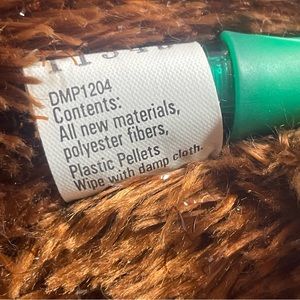 DMP1204
Contents:
All new materials,
polyester fibers,
Plastic Pellets
Wipe with damp cloth.